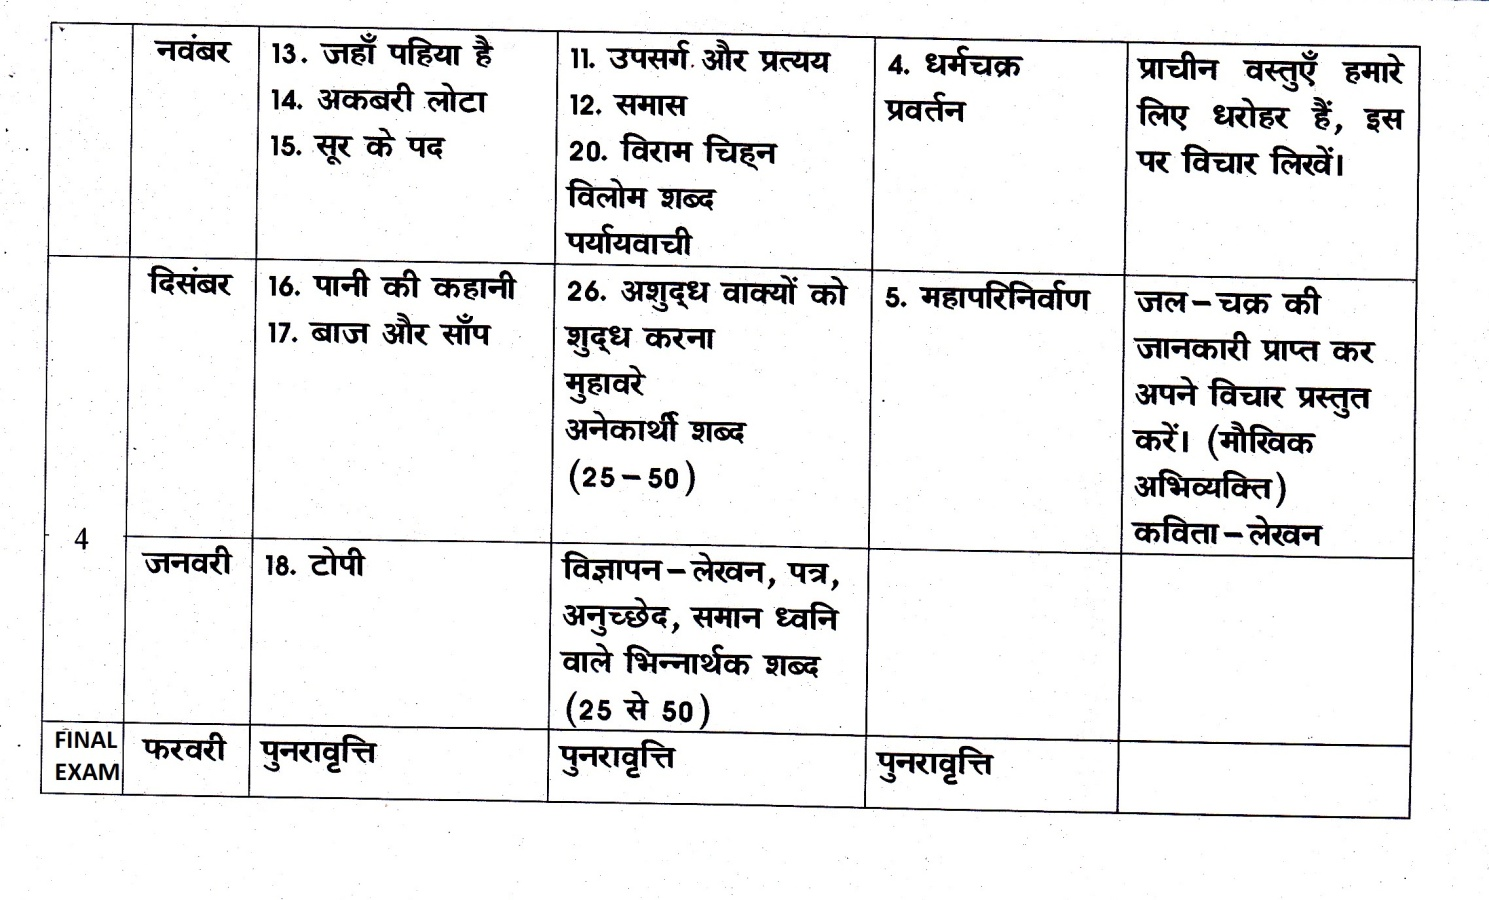 नवंबर
13. जहाँ पहिया है
14. अकबरी लोटा
15. सूर के पद
11. उपसर्ग और प्रत्यय
12. समास
20. विराम चिह्न
विलोम शब्द
पर्यायवाची
4. धर्मचक्र
प्रवर्तन
प्राचीन वस्तुएँ हमारे
लिए धरोहर हैं, इस
पर विचार लिखें।
4
दिसंबर
16. पानी की कहानी
17. बाज और साँप
26. अशुद्ध वाक्यों को
शुद्ध करना
मुहावरे
अनेकार्थी शब्द
(25-50)
5. महापरिनिर्वाण
जल-चक्र की
जानकारी प्राप्त कर
अपने विचार प्रस्तुत
करें। (मौखिक
अभिव्यक्ति)
कविता-लेखन
जनवरी
18. टोपी
विज्ञापन-लेखन, पत्र,
अनुच्छेद, समान ध्वनि
वाले भिन्नार्थक शब्द
(25 से 50)
FINAL
EXAM
फरवरी
पुनरावृत्ति
पुनरावृत्ति
पुनरावृत्ति